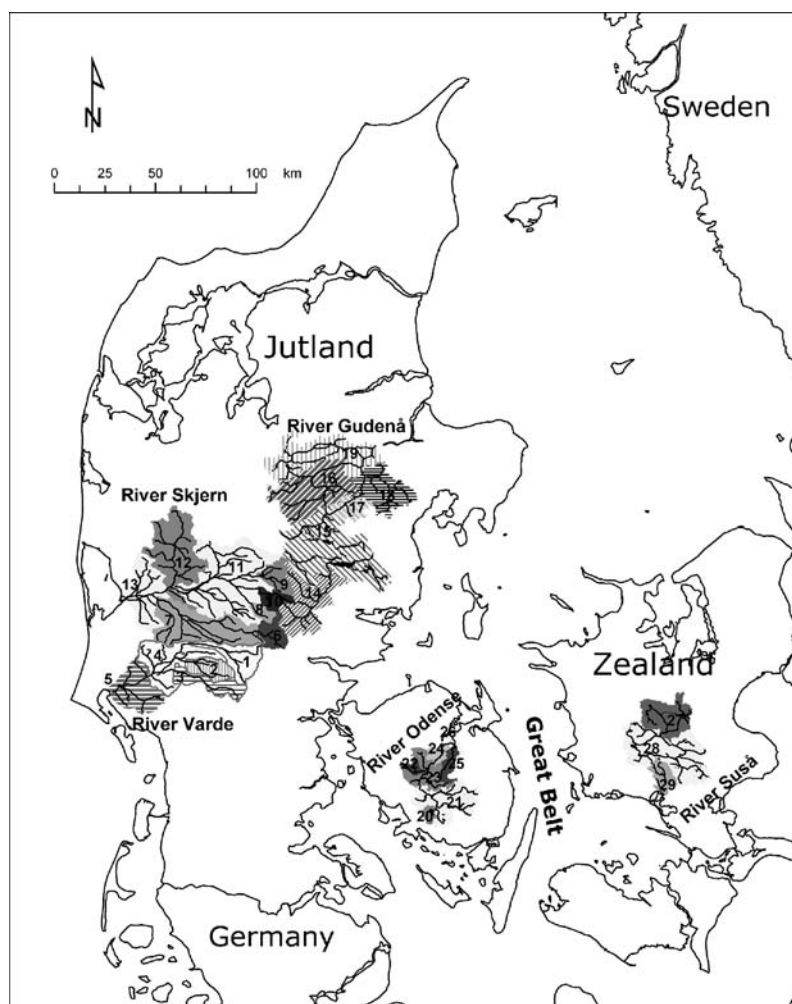 Sweden
N
0 25 50 100 km
Jutland
River Gudenå
19
16
18
17
River Skjern
15
12
11
13
9
10
14
8
7
6
4
1
Zealand
2
3
5
River Varde
River Odense
26
27
24
28
22
25
23
Great Belt
29
21
20
River Suså
Germany